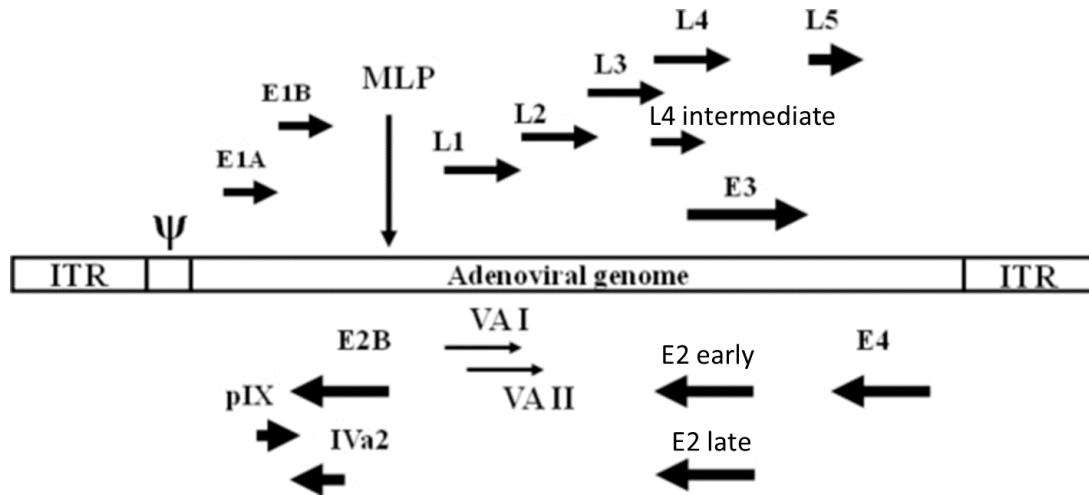 L4
L5
L3
MLP
E1B
L4 intermediate
L2
L1
E1A
E3
ψ
ITR
Adenoviral genome
ITR
VA I
E2B
E2 early
E4
VA II
pIX
IVa2
E2 late